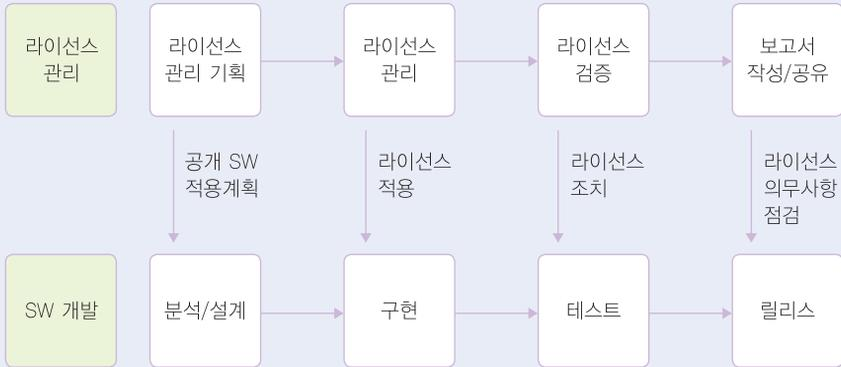 라이선스
관리
라이선스
관리 기획
라이선스
관리
라이선스
검증
보고서
작성/공유
공개 SW
적용계획
라이선스
적용
라이선스
조치
라이선스
의무사항
점검
SW 개발
분석/설계
구현
테스트
릴리스